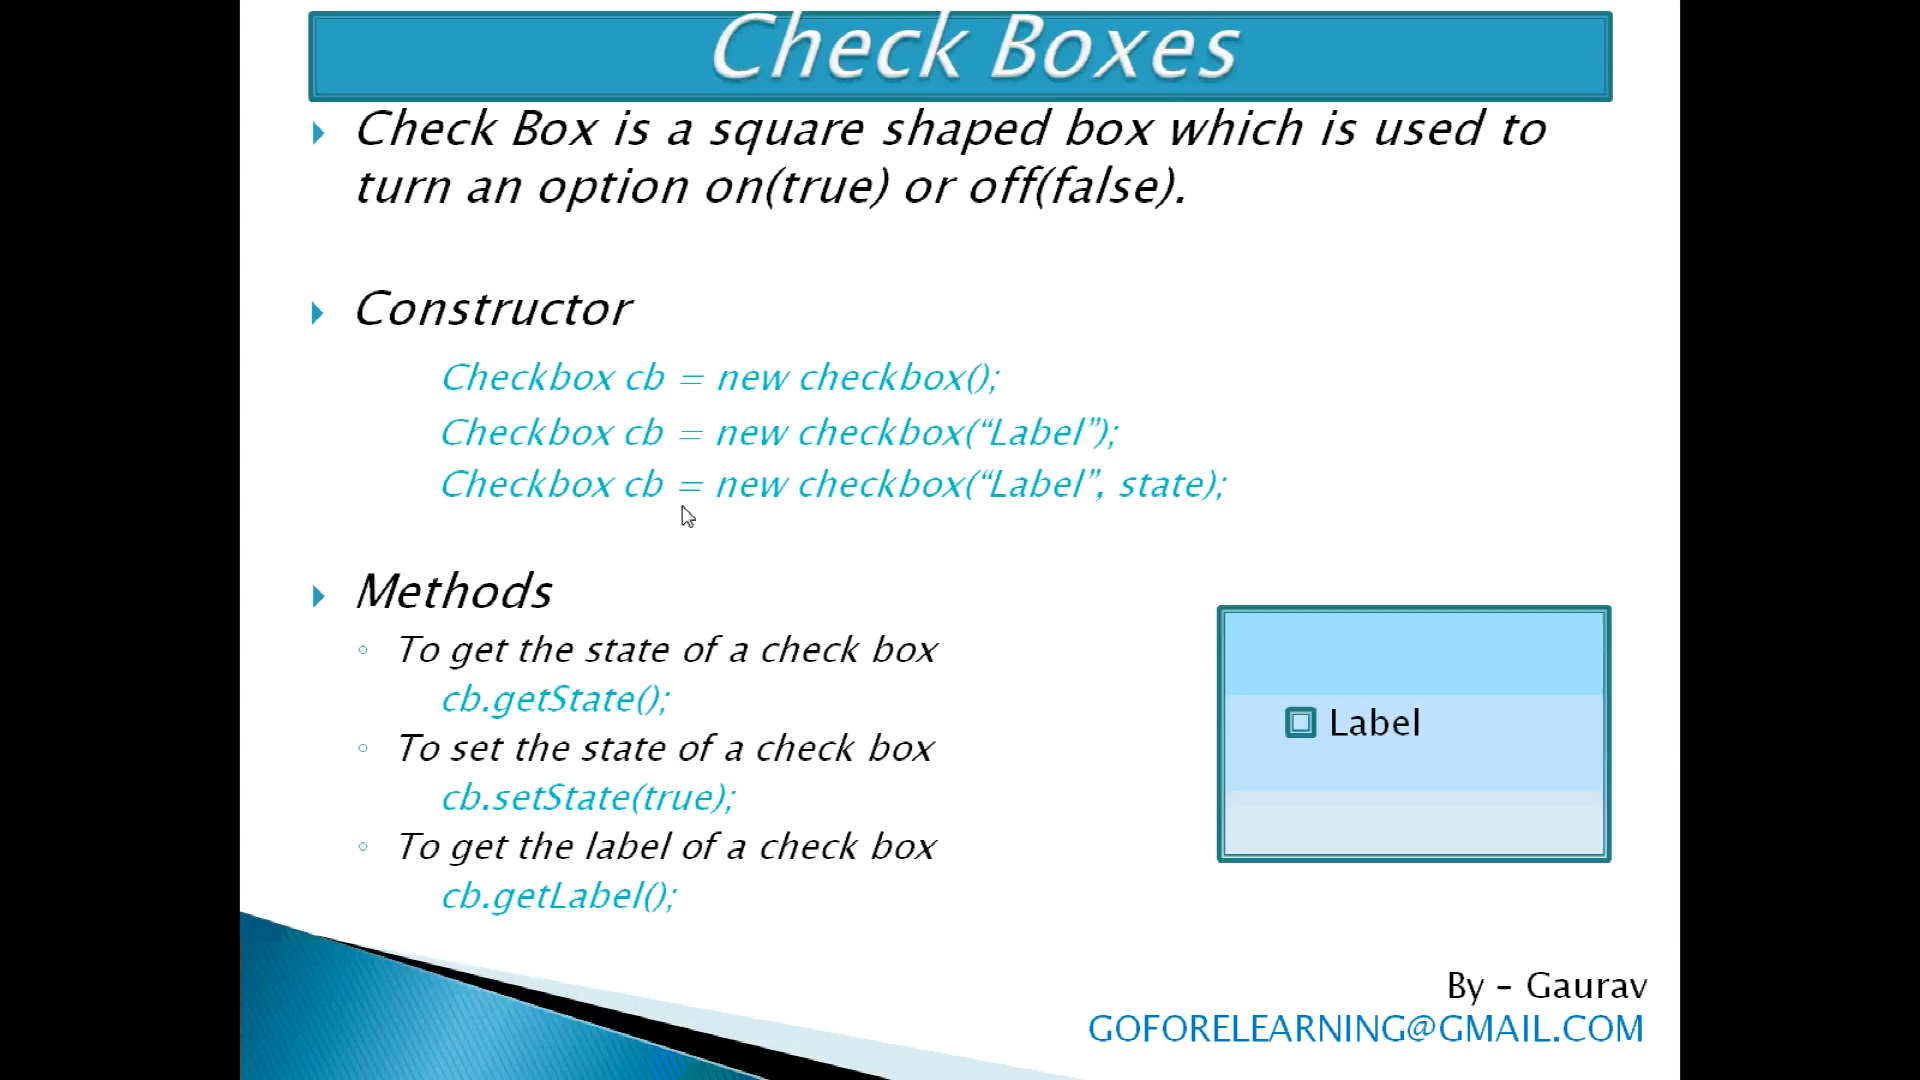 Check Boxes
Check Box is a square shaped box which is used to
turn an option on(true) or off(false).
Constructor
Checkbox cb = new checkbox();
Checkbox cb = new checkbox(“Label”);
Checkbox cb = new checkbox(“Label”, state);
Methods
To get the state of a check box
cb.getState();
To set the state of a check box
cb.setState(true);
To get the label of a check box
cb.getLabel();
Label
By – Gaurav
GOFORELEARNING@GMAIL.COM